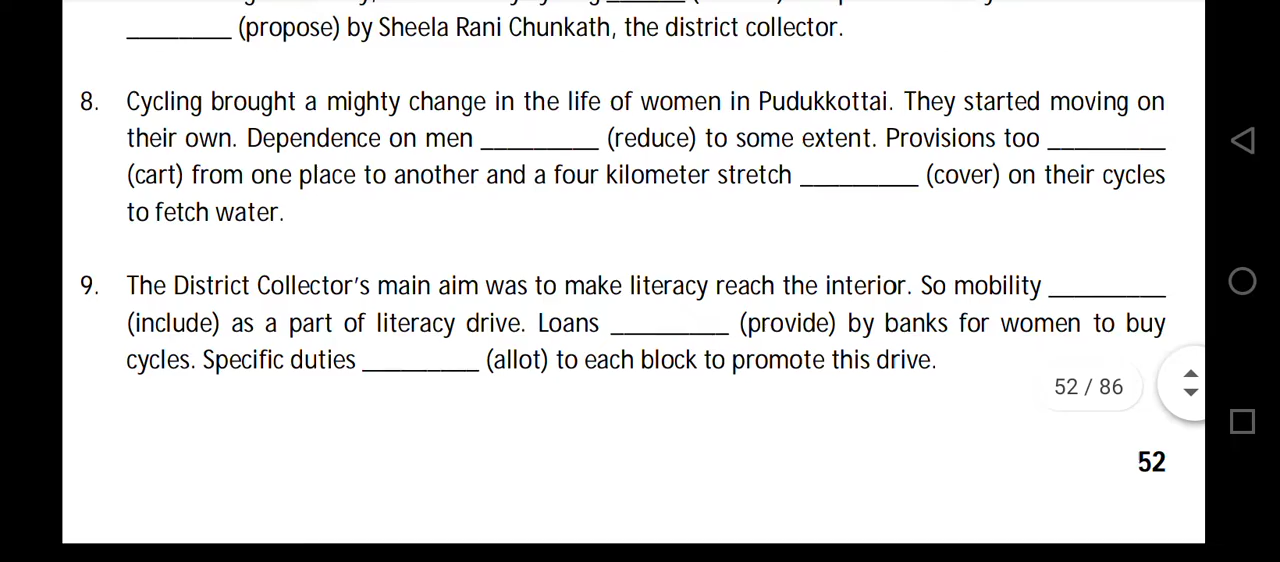 ________ (propose) by Sheela Rani Chunkath, the district collector.
8. Cycling brought a mighty change in the life of women in Pudukkottai. They started moving on
their own. Dependence on men _________ (reduce) to some extent. Provisions too _________
(cart) from one place to another and a four kilometer stretch _________ (cover) on their cycles
to fetch water.
9. The District Collector's main aim was to make literacy reach the interior. So mobility _________
(include) as a part of literacy drive. Loans _________ (provide) by banks for women to buy
cycles. Specific duties _________ (allot) to each block to promote this drive.
52 / 86
52